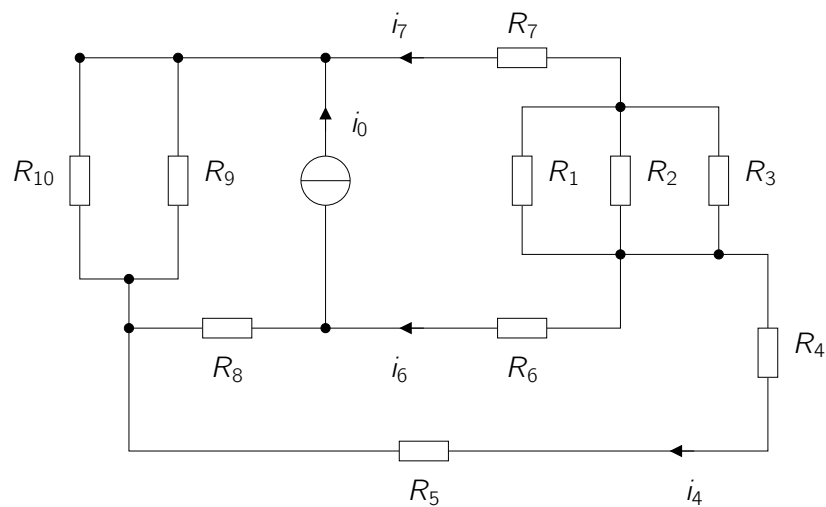 i₇ R₇
i₀
R₁₀ R₉ R₁ R₂ R₃
R₄
R₈ i₆ R₆
R₅ i₄